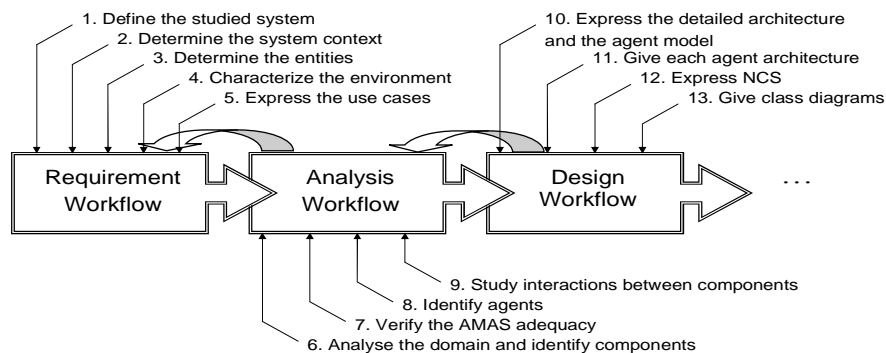 1. Define the studied system
2. Determine the system context
3. Determine the entities
4. Characterize the environment
5. Express the use cases
10. Express the detailed architecture
and the agent model
11. Give each agent architecture
12. Express NCS
13. Give class diagrams
Requirement
Workflow
Analysis
Workflow
Design
Workflow
...
9. Study interactions between components
8. Identify agents
7. Verify the AMAS adequacy
6. Analyse the domain and identify components